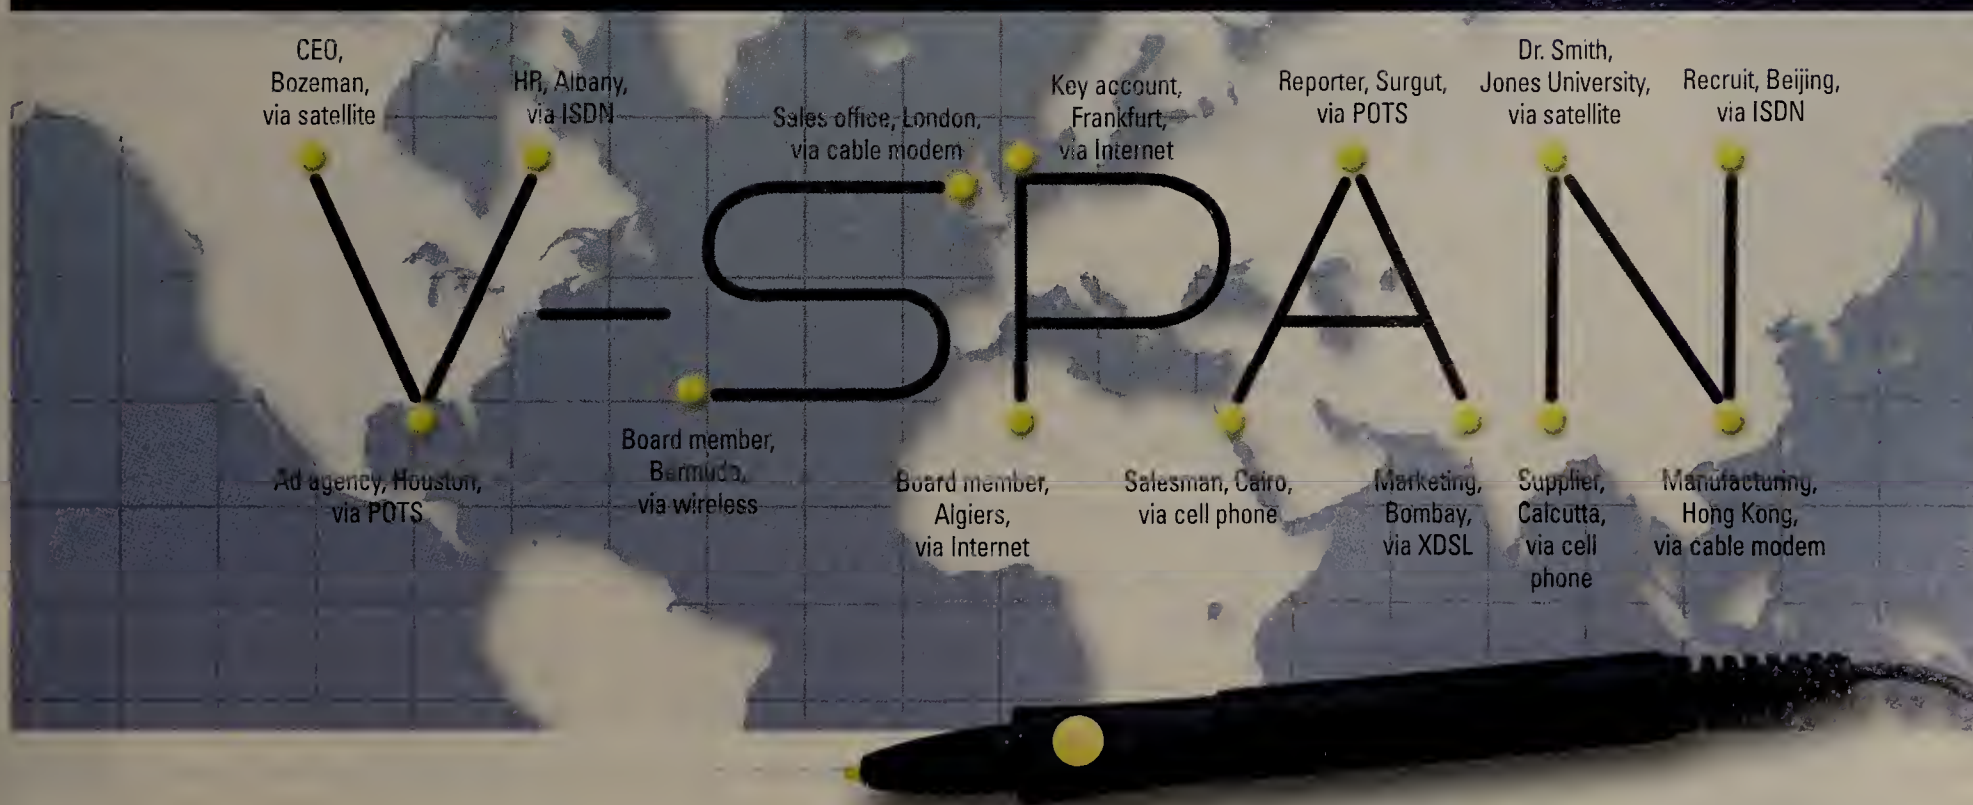 CEO,
Bozeman,
via satellite
HR, Albany,
via ISDN
Sales office, London,
via cable modem
Key account,
Frankfurt,
via Internet
Reporter, Surgut,
via POTS
Dr. Smith,
Jones University,
via satellite
Recruit, Beijing,
via ISDN
V-SPAN
Ad agency, Houston,
via POTS
Board member,
Bermuda,
via wireless
Board member,
Algiers,
via Internet
Salesman, Cairo,
via cell phone
Marketing,
Bombay,
via XDSL
Supplier,
Calcutta,
via cell
phone
Manufacturing,
Hong Kong,
via cable modem